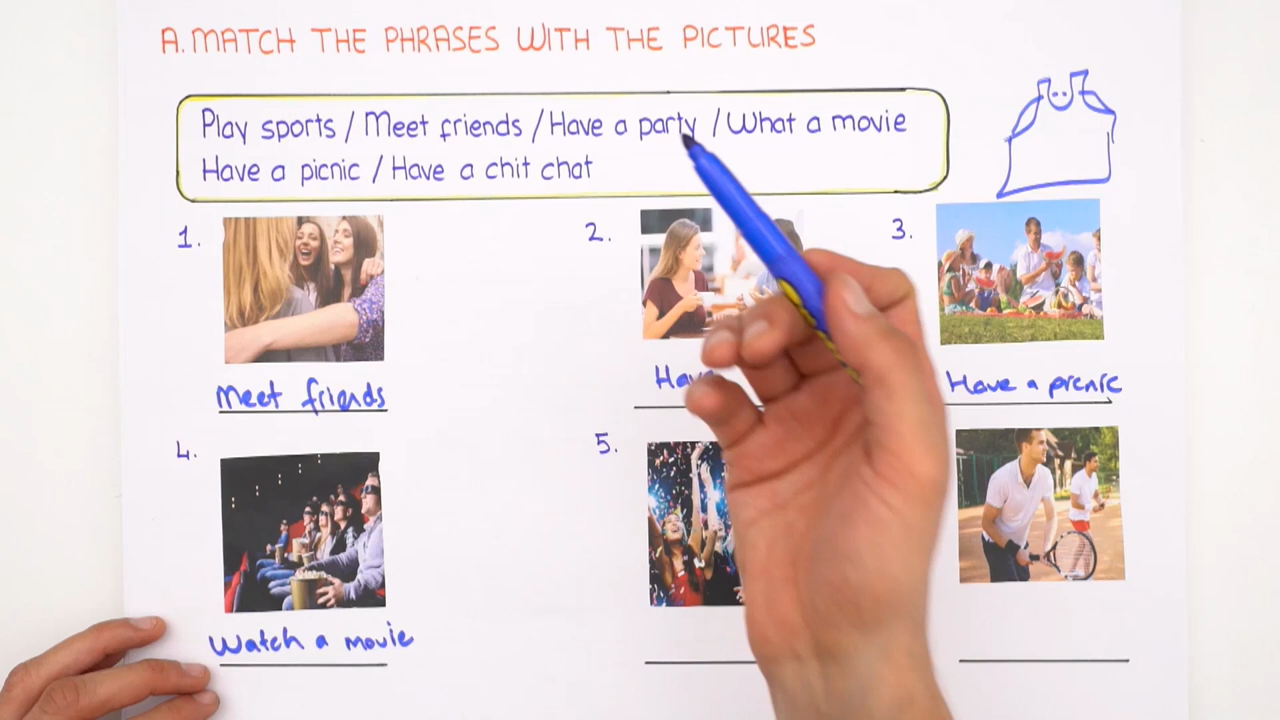 A. MATCH THE PHRASES WITH THE PICTURES
Play sports / Meet friends / Have a party / What a movie
Have a picnic / Have a chit chat
1.
2.
3.
Meet friends
Have a picnic
4.
5.
Watch a movie